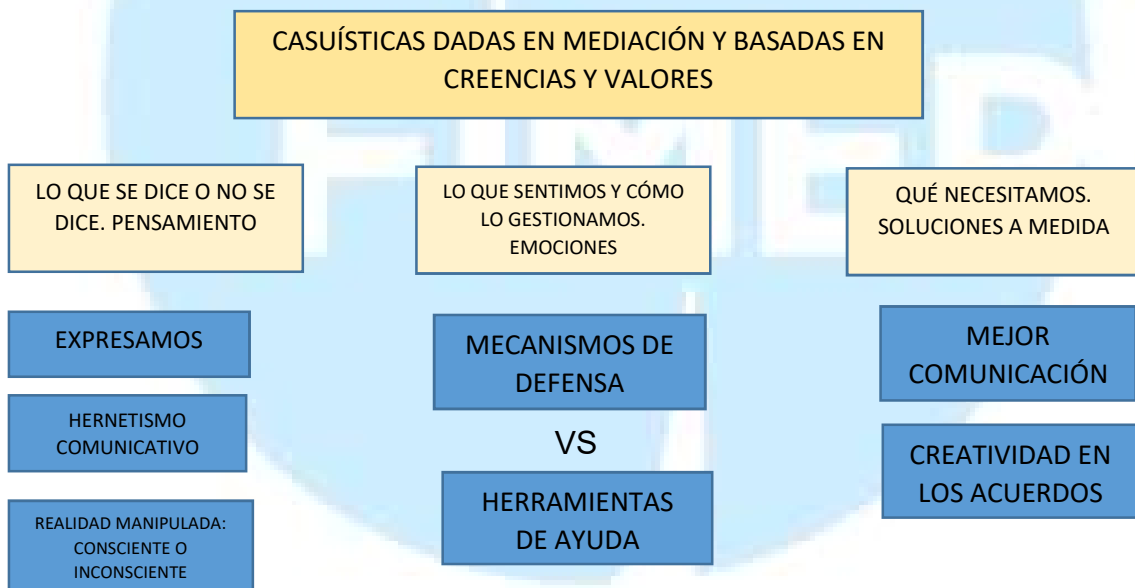 CASUÍSTICAS DADAS EN MEDIACIÓN Y BASADAS EN
CREENCIAS Y VALORES
LO QUE SE DICE O NO SE
DICE. PENSAMIENTO
EXPRESAMOS
HERNETISMO
COMUNICATIVO
REALIDAD MANIPULADA:
CONSCIENTE O
INCONSCIENTE
LO QUE SENTIMOS Y CÓMO
LO GESTIONAMOS.
EMOCIONES
MECANISMOS DE
DEFENSA
VS
HERRAMIENTAS
DE AYUDA
QUÉ NECESITAMOS.
SOLUCIONES A MEDIDA
MEJOR
COMUNICACIÓN
CREATIVIDAD EN
LOS ACUERDOS